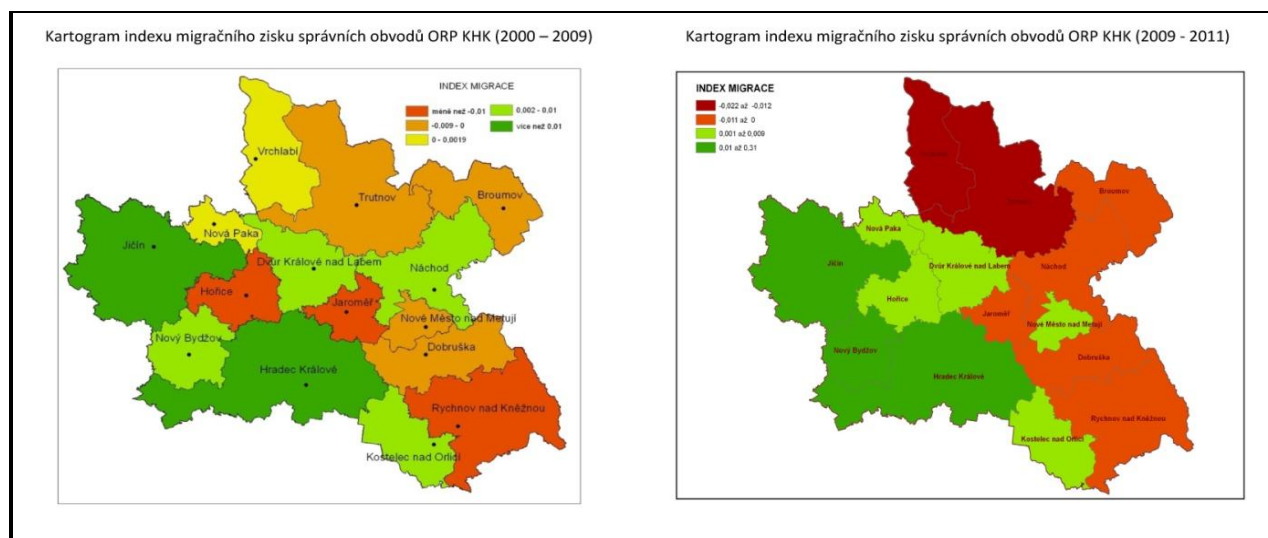 Kartogram indexu migračního zisku správních obvodů ORP KHK (2000 – 2009)
INDEX MIGRACE
méně než -0,01
-0,009 - 0
0 - 0,0019
0,002 - 0,01
více než 0,01
Vrchlabí
Trutnov
Broumov
Nová Paka
Jičín
Dvůr Králové nad Labem
Náchod
Hořice
Jaroměř
Nové Město nad Metují
Nový Bydžov
Dobruška
Hradec Králové
Rychnov nad Kněžnou
Kostelec nad Orlicí
Kartogram indexu migračního zisku správních obvodů ORP KHK (2009 - 2011)
INDEX MIGRACE
-0,022 až -0,012
-0,011 až 0
0,001 až 0,009
0,01 až 0,31
Broumov
Nová Paka
Jičín
Dvůr Králové nad Labem
Náchod
Hořice
Jaroměř
Nové Město nad Metují
Nový Bydžov
Dobruška
Hradec Králové
Rychnov nad Kněžnou
Kostelec nad Orlicí